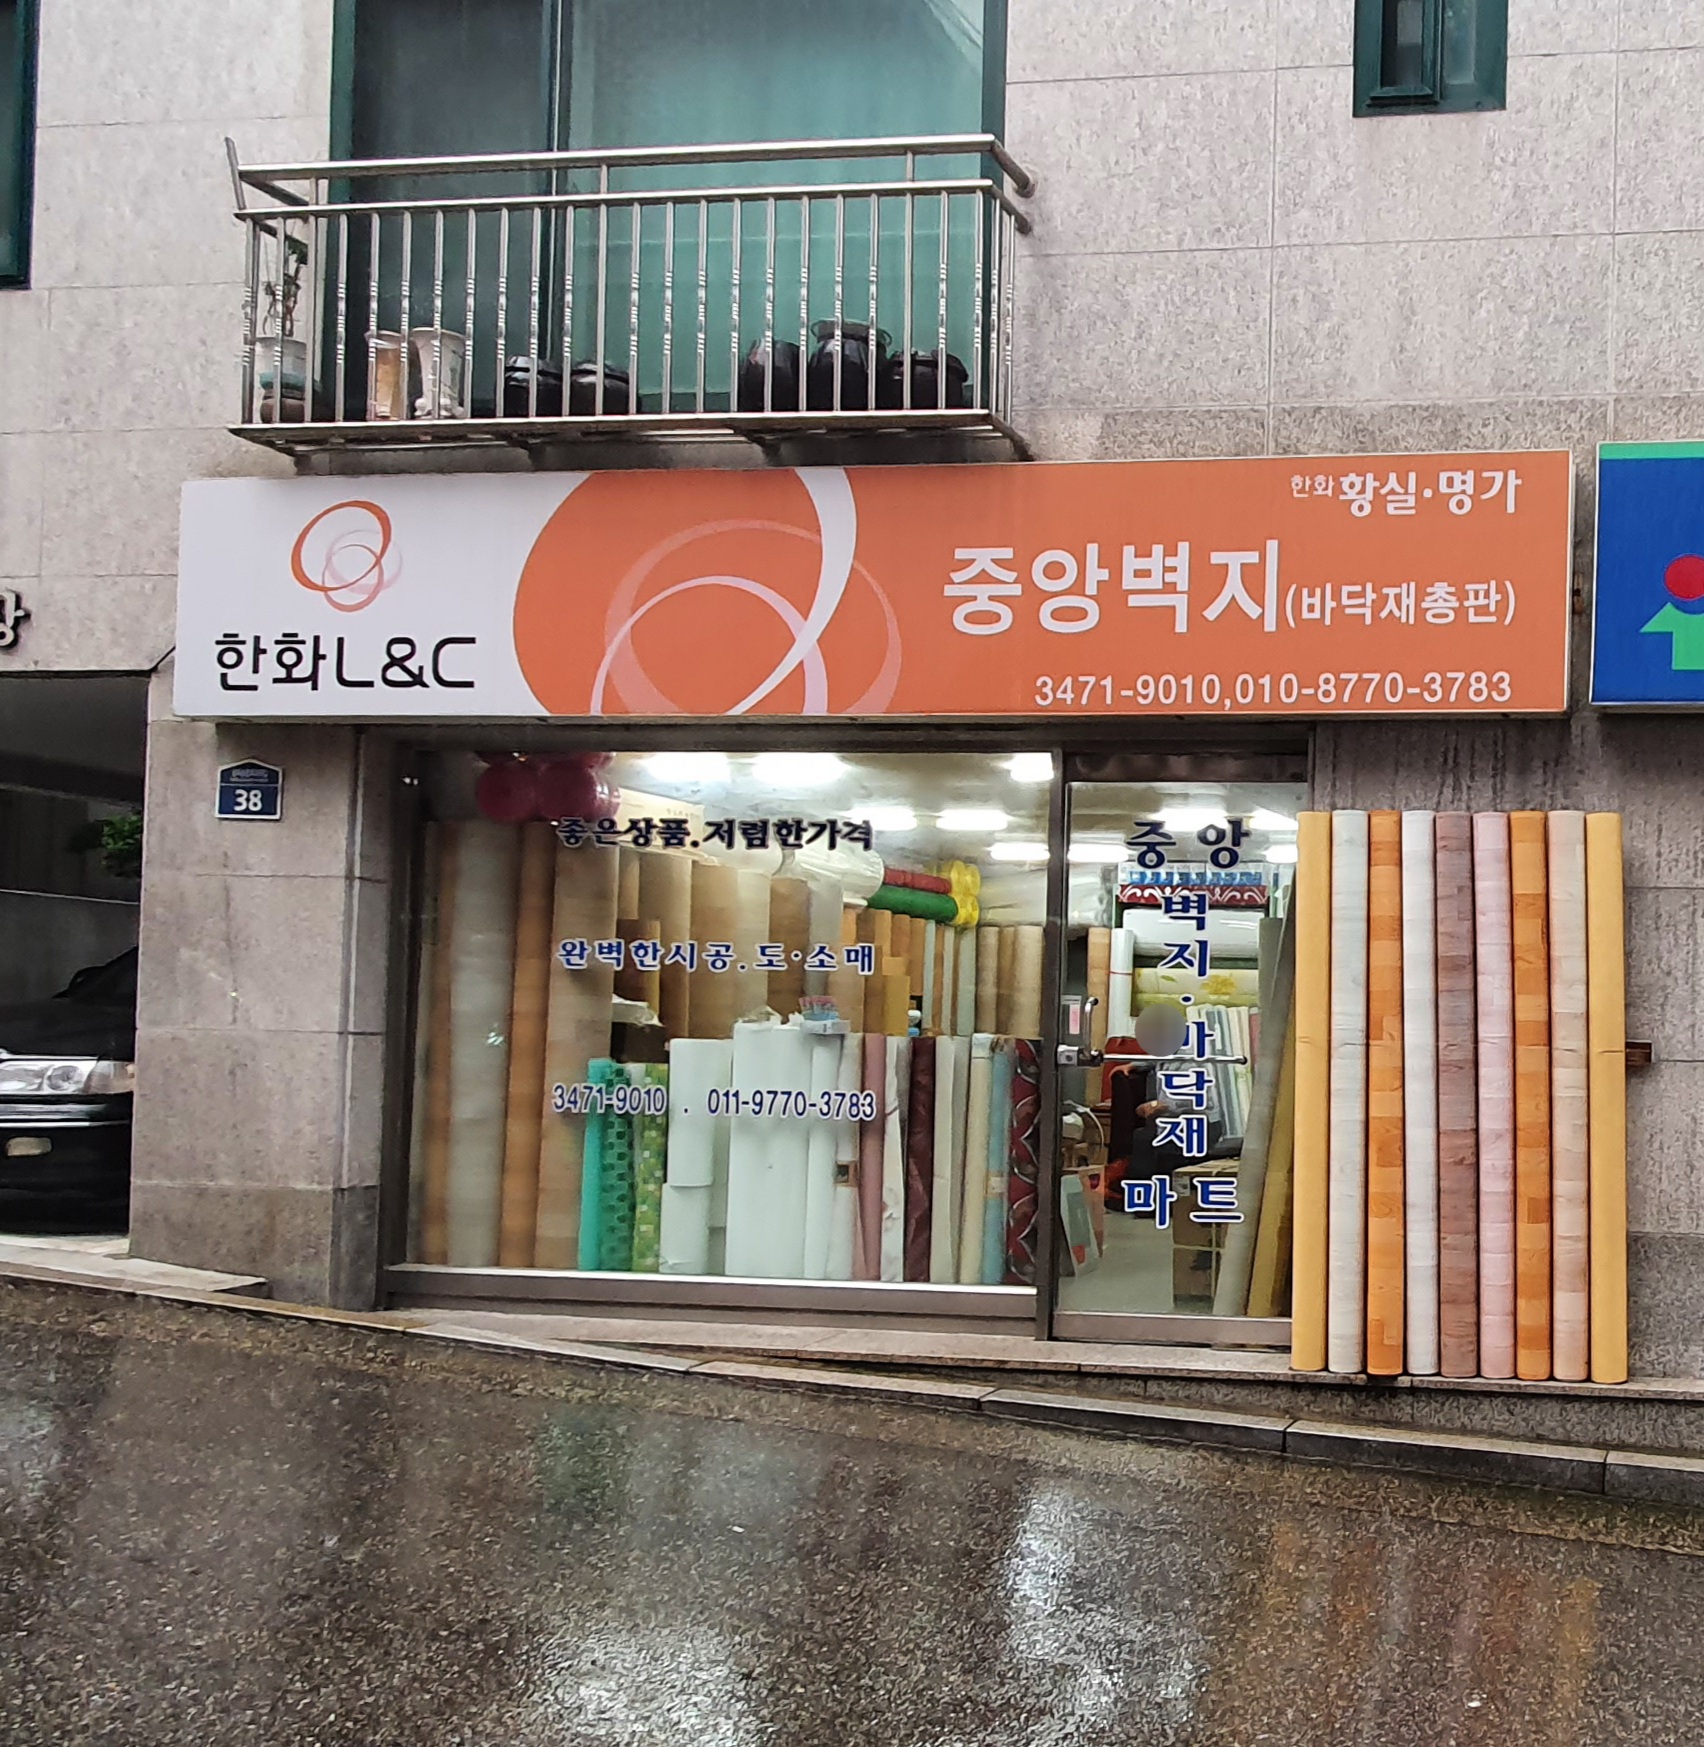 한화 황실·명가
중앙벽지(바닥재총판)
한화L&C
3471-9010,010-8770-3783
38
좋은상품.저렴한가격
완벽한시공.도·소매
3471-9010 . 011-9770-3783
중앙
벽
지
·
닥
재
마트